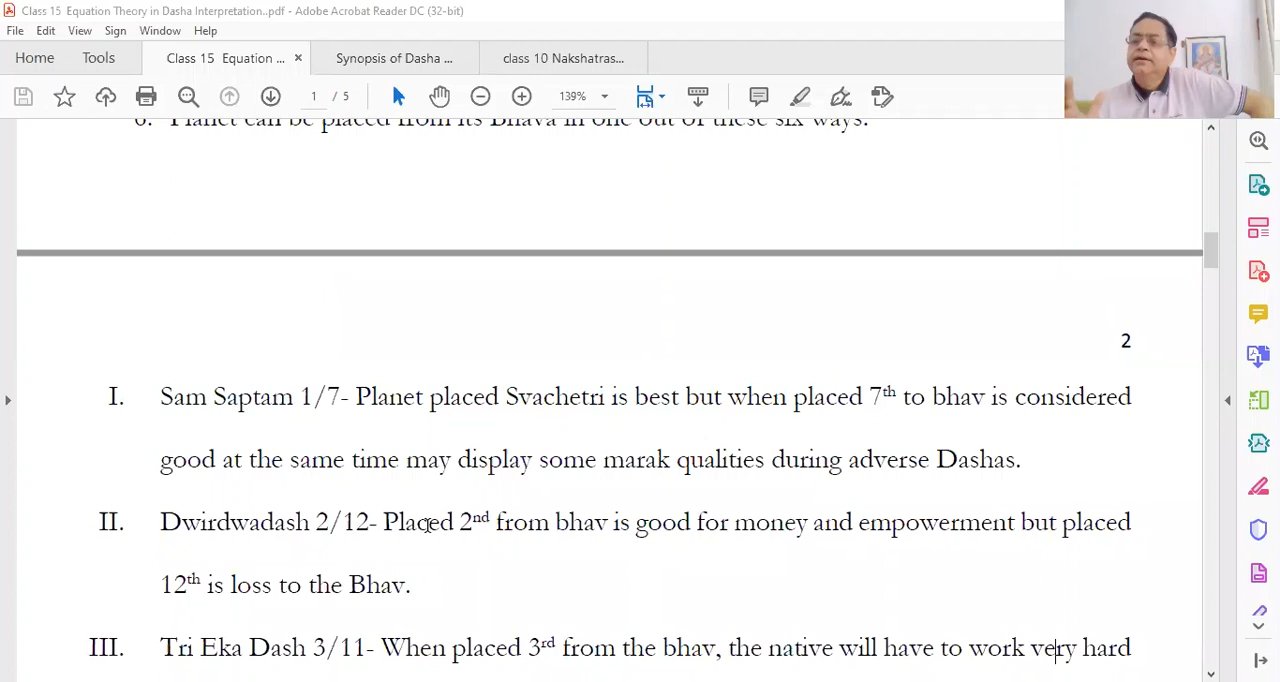 Class 15 Equation Theory in Dasha Interpretation..pdf - Adobe Acrobat Reader DC (32-bit)
File Edit View Sign Window Help
Home Tools Class 15 Equation ... × Synopsis of Dasha ... class 10 Nakshatras...
1 / 5 139%
6. Planet can be placed from its Bhava in one out of these six ways.
2
I. Sam Saptam 1/7- Planet placed Svachetri is best but when placed 7th to bhav is considered
good at the same time may display some marak qualities during adverse Dashas.
II. Dwirdwadash 2/12- Placed 2nd from bhav is good for money and empowerment but placed
12th is loss to the Bhav.
III. Tri Eka Dash 3/11- When placed 3rd from the bhav, the native will have to work very hard